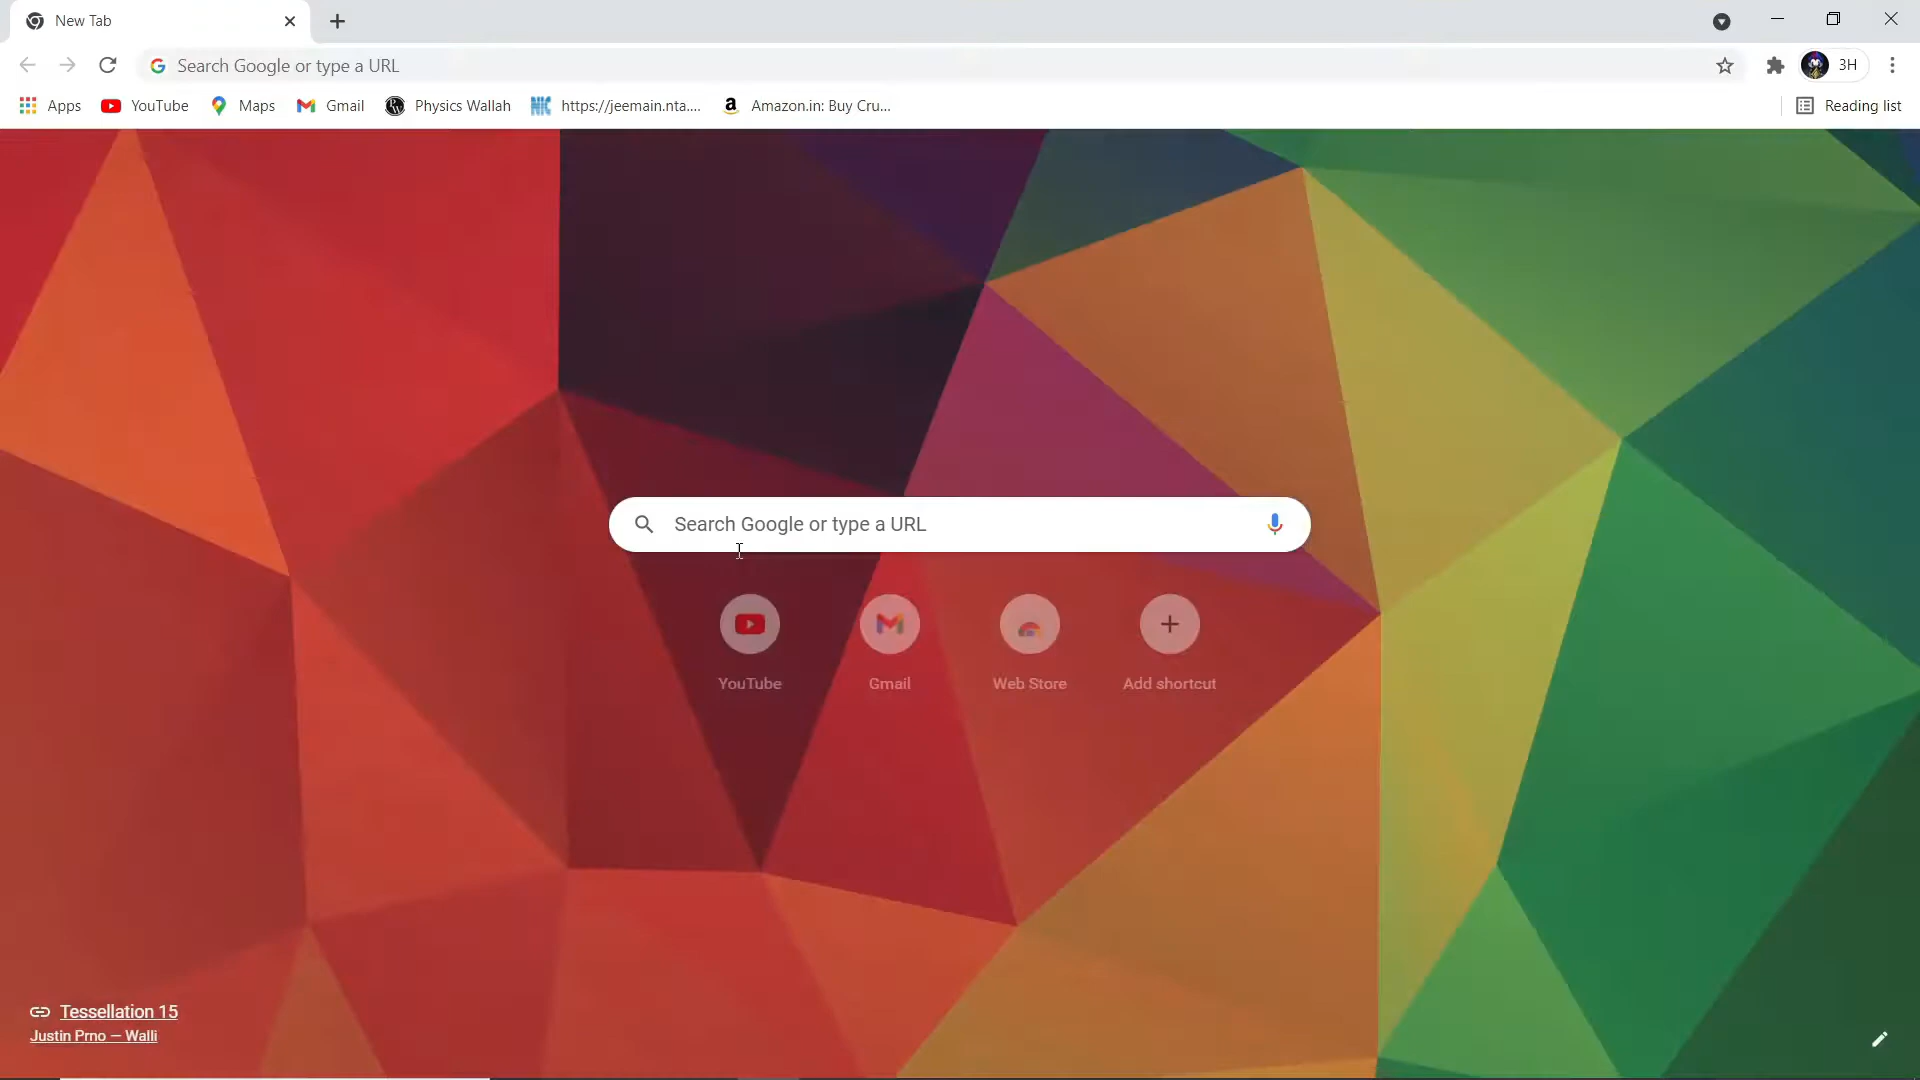 New Tab
Search Google or type a URL
3H
Apps YouTube Maps Gmail Physics Wallah https://jeemain.nta.... Amazon.in: Buy Cru... Reading list
Search Google or type a URL
YouTube Gmail Web Store Add shortcut
Tessellation 15
Justin Prno — Walli